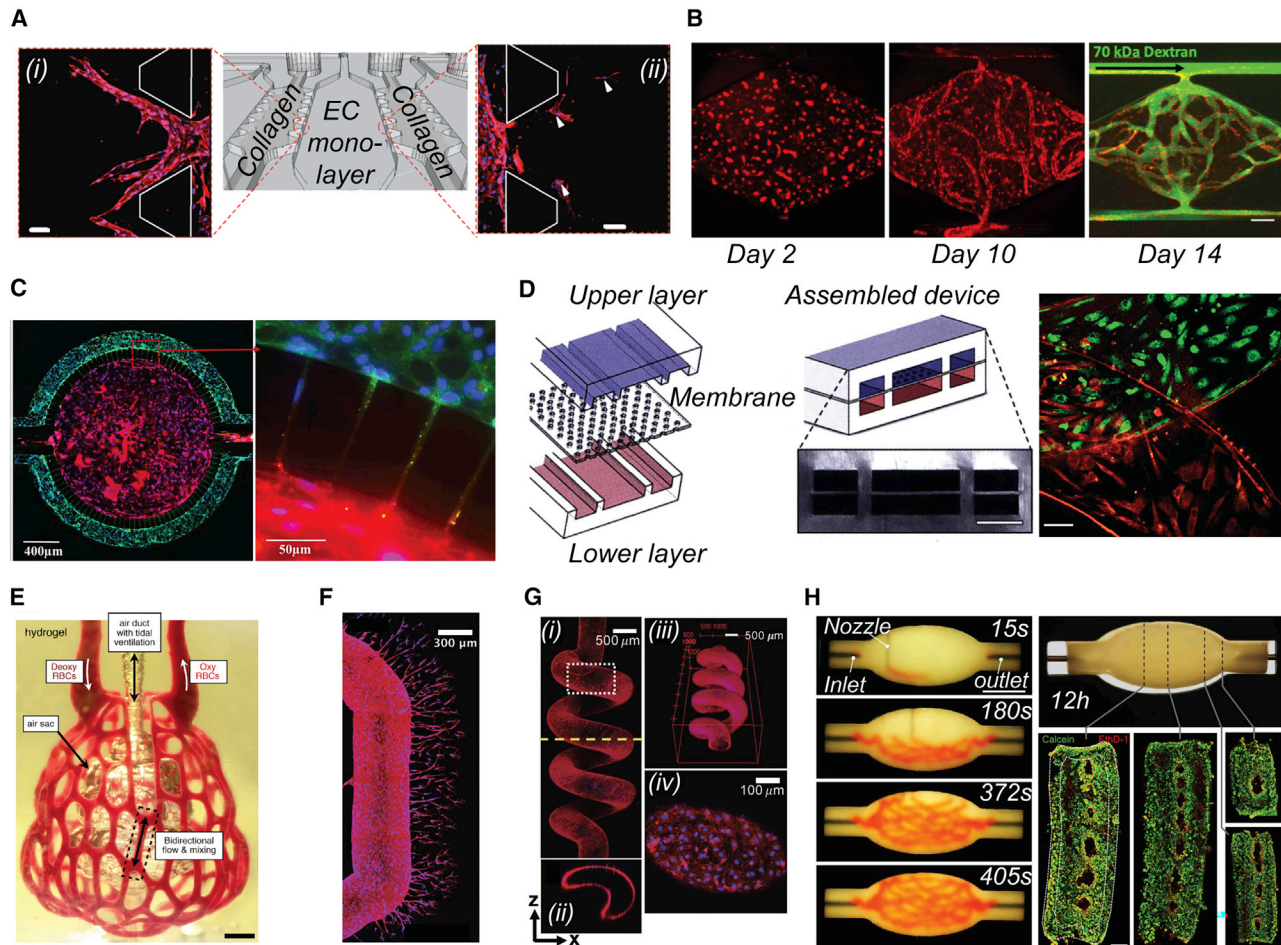 A
(i)
Collagen
EC
mono-
layer
Collagen
(ii)
B
70 kDa Dextran
Day 2
Day 10
Day 14
C
400μm
50μm
D
Upper layer
Assembled device
Membrane
Lower layer
E
hydrogel
air duct
with tidal
ventilation
Deoxy
RBCs
Oxy
RBCs
air sac
Bidirectional
flow & mixing
F
300 μm
G
(i)
500 μm
(ii)
z
x
(iii)
500 1000
500 μm
(iv)
100 μm
H
Nozzle
15s
Inlet
outlet
180s
372s
405s
12h
Calcein
EthD-1